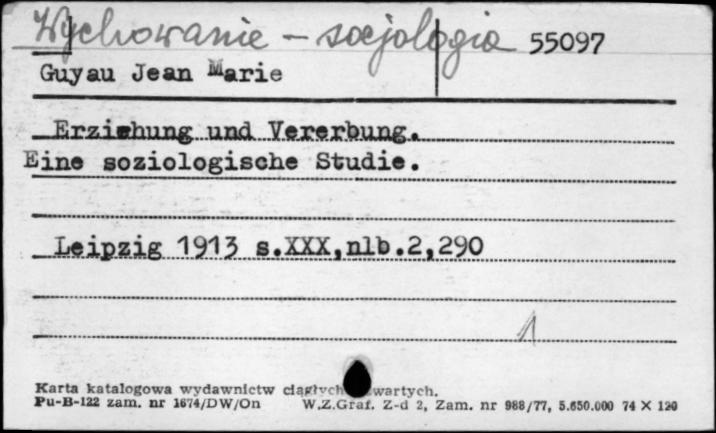 Wychowanie - socjologia 55097
Guyau Jean Marie
Erziehung und Vererbung.
Eine soziologische Studie.
Leipzig 1913 s.XXX,nlb.2,290
1
Karta katalogowa wydawnictw ciągłych wartych.
Pu-B-122 zam. nr 1674/DW/On W.Z.Graf. Z-d 2, Zam. nr 988/77, 5.650.000 74 X 120